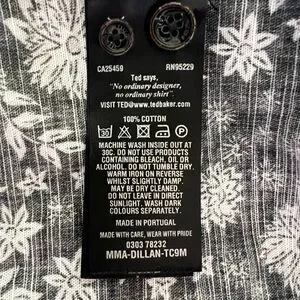 CA25459 RN95229
Ted says,
"No ordinary designer,
no ordinary shirt".
VISIT TED@WWW.TEDBAKER.COM
100% COTTON
MACHINE WASH INSIDE OUT AT
30C. DO NOT USE PRODUCTS
CONTAINING BLEACH, OIL OR
ALCOHOL. DO NOT TUMBLE DRY.
WARM IRON ON REVERSE
WHILST SLIGHTLY DAMP.
MAY BE DRY CLEANED.
DO NOT LEAVE IN DIRECT
SUNLIGHT. WASH DARK
COLOURS SEPARATELY.
MADE IN PORTUGAL
MADE WITH CARE, WEAR WITH PRIDE
0303 78232
MMA-DILLAN-TC9M